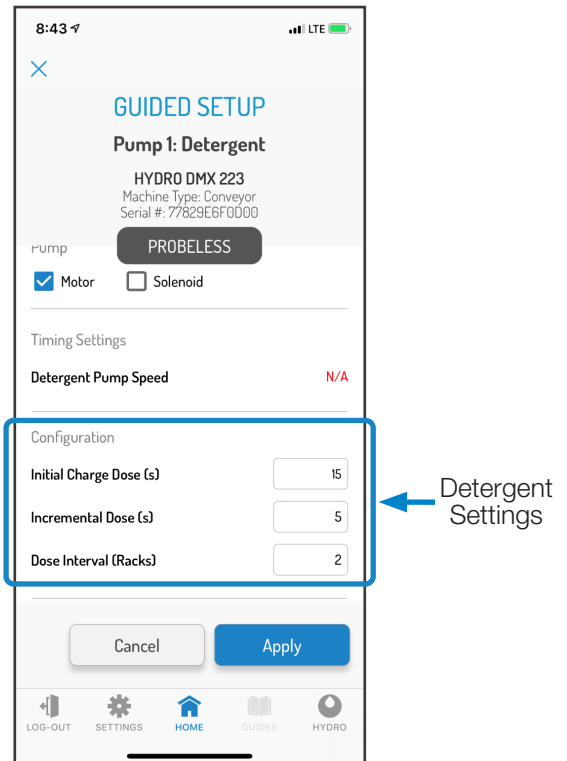 8:43
LTE
GUIDED SETUP
Pump 1: Detergent
HYDRO DMX 223
Machine Type: Conveyor
Serial #: 77829E6F0D00
Pump
PROBELESS
Motor
Solenoid
Timing Settings
Detergent Pump Speed
N/A
Configuration
Initial Charge Dose (s)
15
Incremental Dose (s)
5
Dose Interval (Racks)
2
Detergent
Settings
Cancel
Apply
LOG-OUT
SETTINGS
HOME
GUIDES
HYDRO